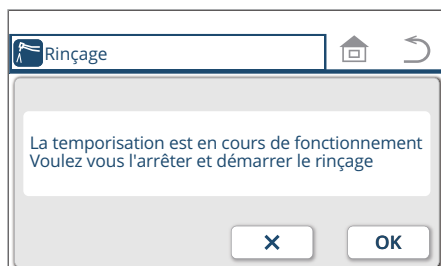 Rinçage
La temporisation est en cours de fonctionnement
Voulez vous l'arrêter et démarrer le rinçage
OK